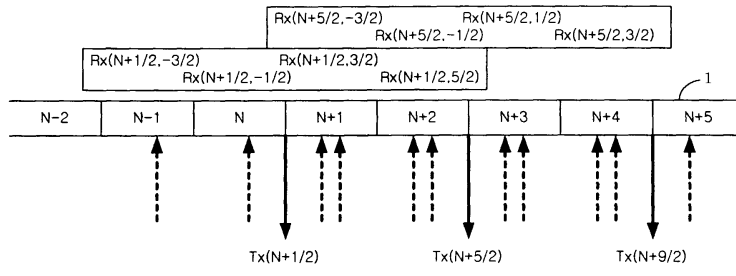 Rx(N+5/2,-3/2) Rx(N+5/2,1/2)
Rx(N+5/2,-1/2) Rx(N+5/2,3/2)
Rx(N+1/2,-3/2) Rx(N+1/2,3/2)
Rx(N+1/2,-1/2) Rx(N+1/2,5/2)
1
N-2 N-1 N N+1 N+2 N+3 N+4 N+5
Tx(N+1/2) Tx(N+5/2) Tx(N+9/2)